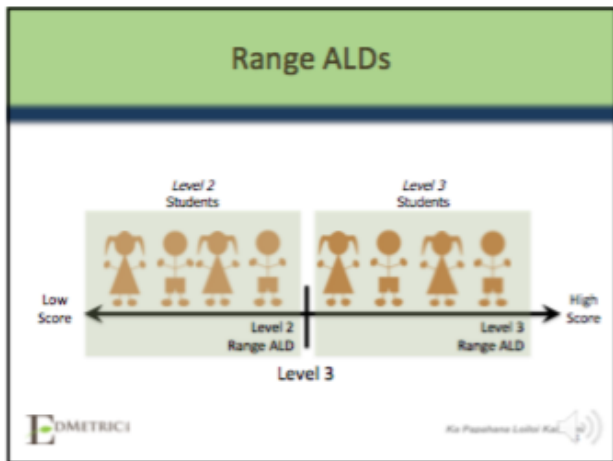 Range ALDs
Level 2
Students
Level 3
Students
Low
Score
High
Score
Level 2
Range ALD
Level 3
Range ALD
Level 3
EDMETRIC